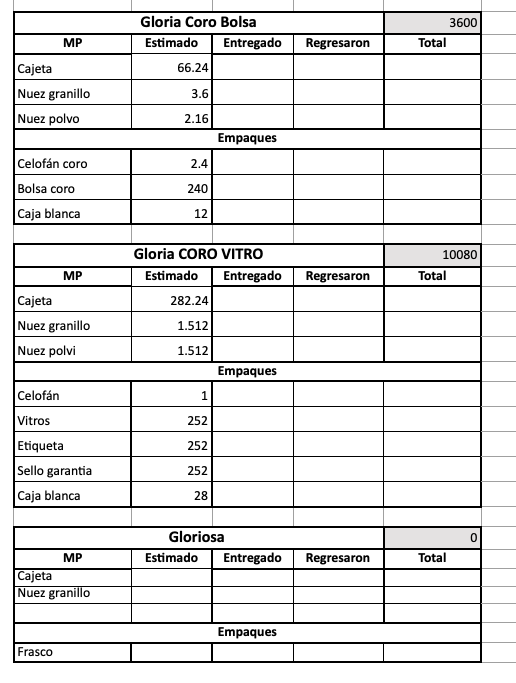 Gloria Coro Bolsa 3600
MP Estimado Entregado Regresaron Total
Cajeta 66.24
Nuez granillo 3.6
Nuez polvo 2.16
Empaques
Celofán coro 2.4
Bolsa coro 240
Caja blanca 12
Gloria CORO VITRO 10080
MP Estimado Entregado Regresaron Total
Cajeta 282.24
Nuez granillo 1.512
Nuez polvi 1.512
Empaques
Celofán 1
Vitros 252
Etiqueta 252
Sello garantia 252
Caja blanca 28
Gloriosa 0
MP Estimado Entregado Regresaron Total
Cajeta
Nuez granillo
Empaques
Frasco